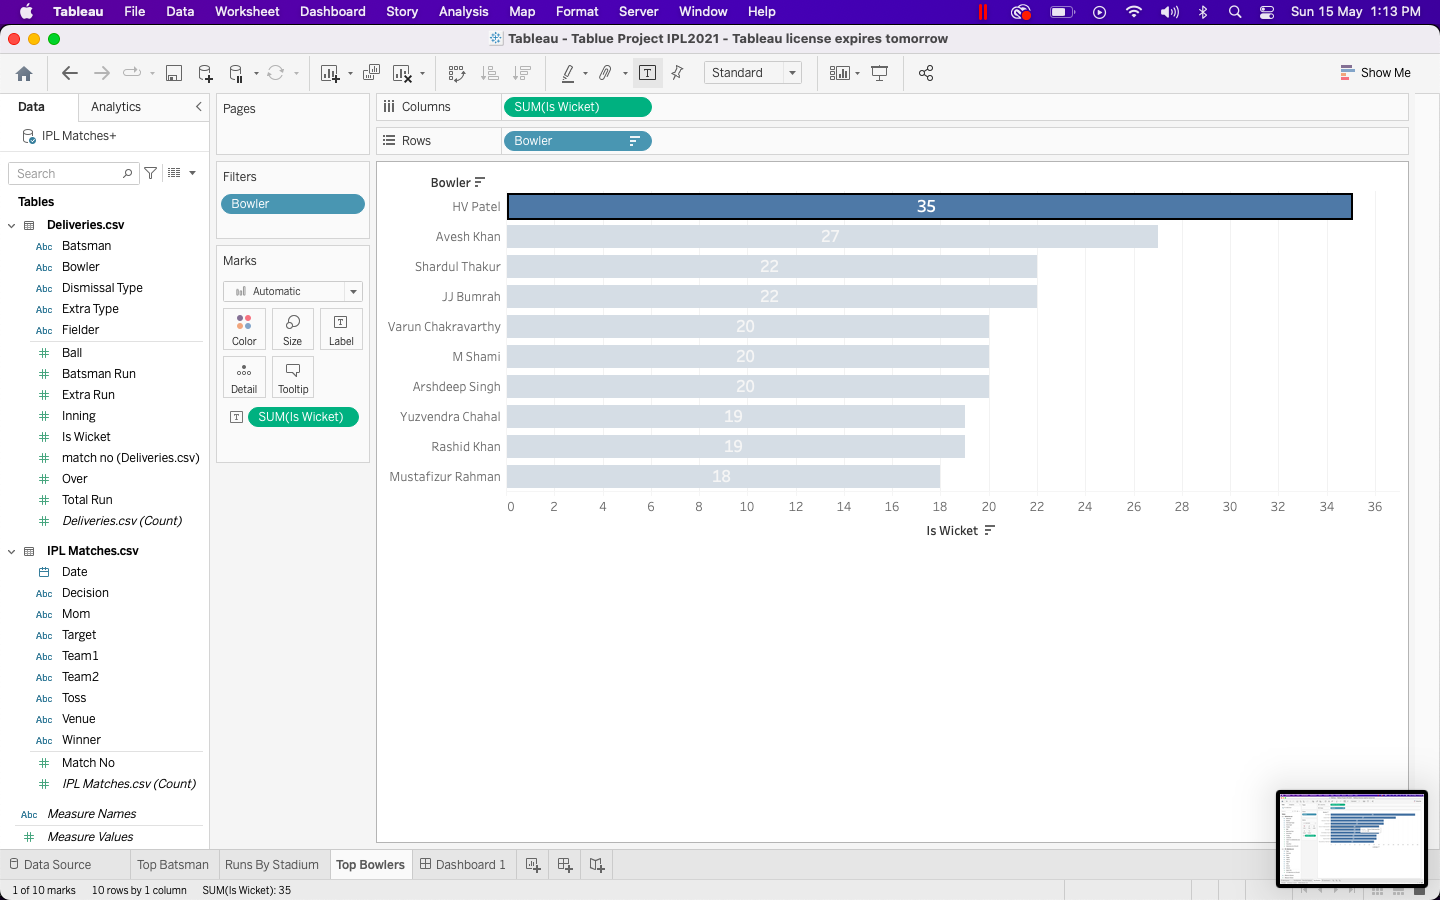 Tableau File Data Worksheet Dashboard Story Analysis Map Format Server Window Help Sun 15 May 1:13 PM
Tableau - Tablue Project IPL2021 - Tableau license expires tomorrow
Standard
Show Me
Data Analytics
Pages
Columns SUM(Is Wicket)
IPL Matches+
Rows Bowler
Search
Filters
Bowler
Tables
Deliveries.csv
Abc Batsman
Abc Bowler
Abc Dismissal Type
Abc Extra Type
Abc Fielder
Ball
Batsman Run
Extra Run
Inning
Is Wicket
match no (Deliveries.csv)
Over
Total Run
Deliveries.csv (Count)
IPL Matches.csv
Date
Abc Decision
Abc Mom
Abc Target
Abc Team1
Abc Team2
Abc Toss
Abc Venue
Abc Winner
Match No
IPL Matches.csv (Count)
Abc Measure Names
Measure Values
Marks
Automatic
Color Size Label
Detail Tooltip
SUM(Is Wicket)
Bowler
HV Patel 35
Avesh Khan 27
Shardul Thakur 22
JJ Bumrah 22
Varun Chakravarthy 20
M Shami 20
Arshdeep Singh 20
Yuzvendra Chahal 19
Rashid Khan 19
Mustafizur Rahman 18
0 2 4 6 8 10 12 14 16 18 20 22 24 26 28 30 32 34 36
Is Wicket
Data Source Top Batsman Runs By Stadium Top Bowlers Dashboard 1
1 of 10 marks 10 rows by 1 column SUM(Is Wicket): 35